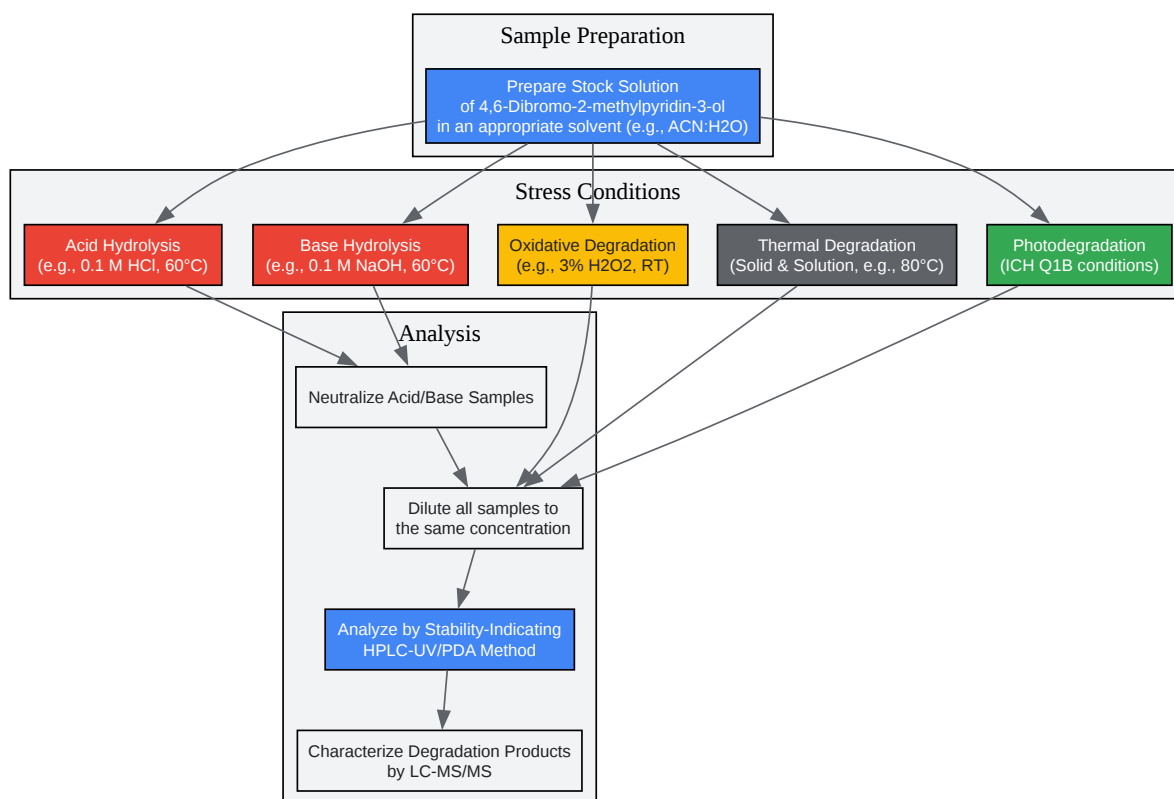 Sample Preparation
Prepare Stock Solution
of 4,6-Dibromo-2-methylpyridin-3-ol
in an appropriate solvent (e.g., ACN:H2O)
Stress Conditions
Acid Hydrolysis
(e.g., 0.1 M HCl, 60°C)
Base Hydrolysis
(e.g., 0.1 M NaOH, 60°C)
Oxidative Degradation
(e.g., 3% H2O2, RT)
Thermal Degradation
(Solid & Solution, e.g., 80°C)
Photodegradation
(ICH Q1B conditions)
Analysis
Neutralize Acid/Base Samples
Dilute all samples to
the same concentration
Analyze by Stability-Indicating
HPLC-UV/PDA Method
Characterize Degradation Products
by LC-MS/MS